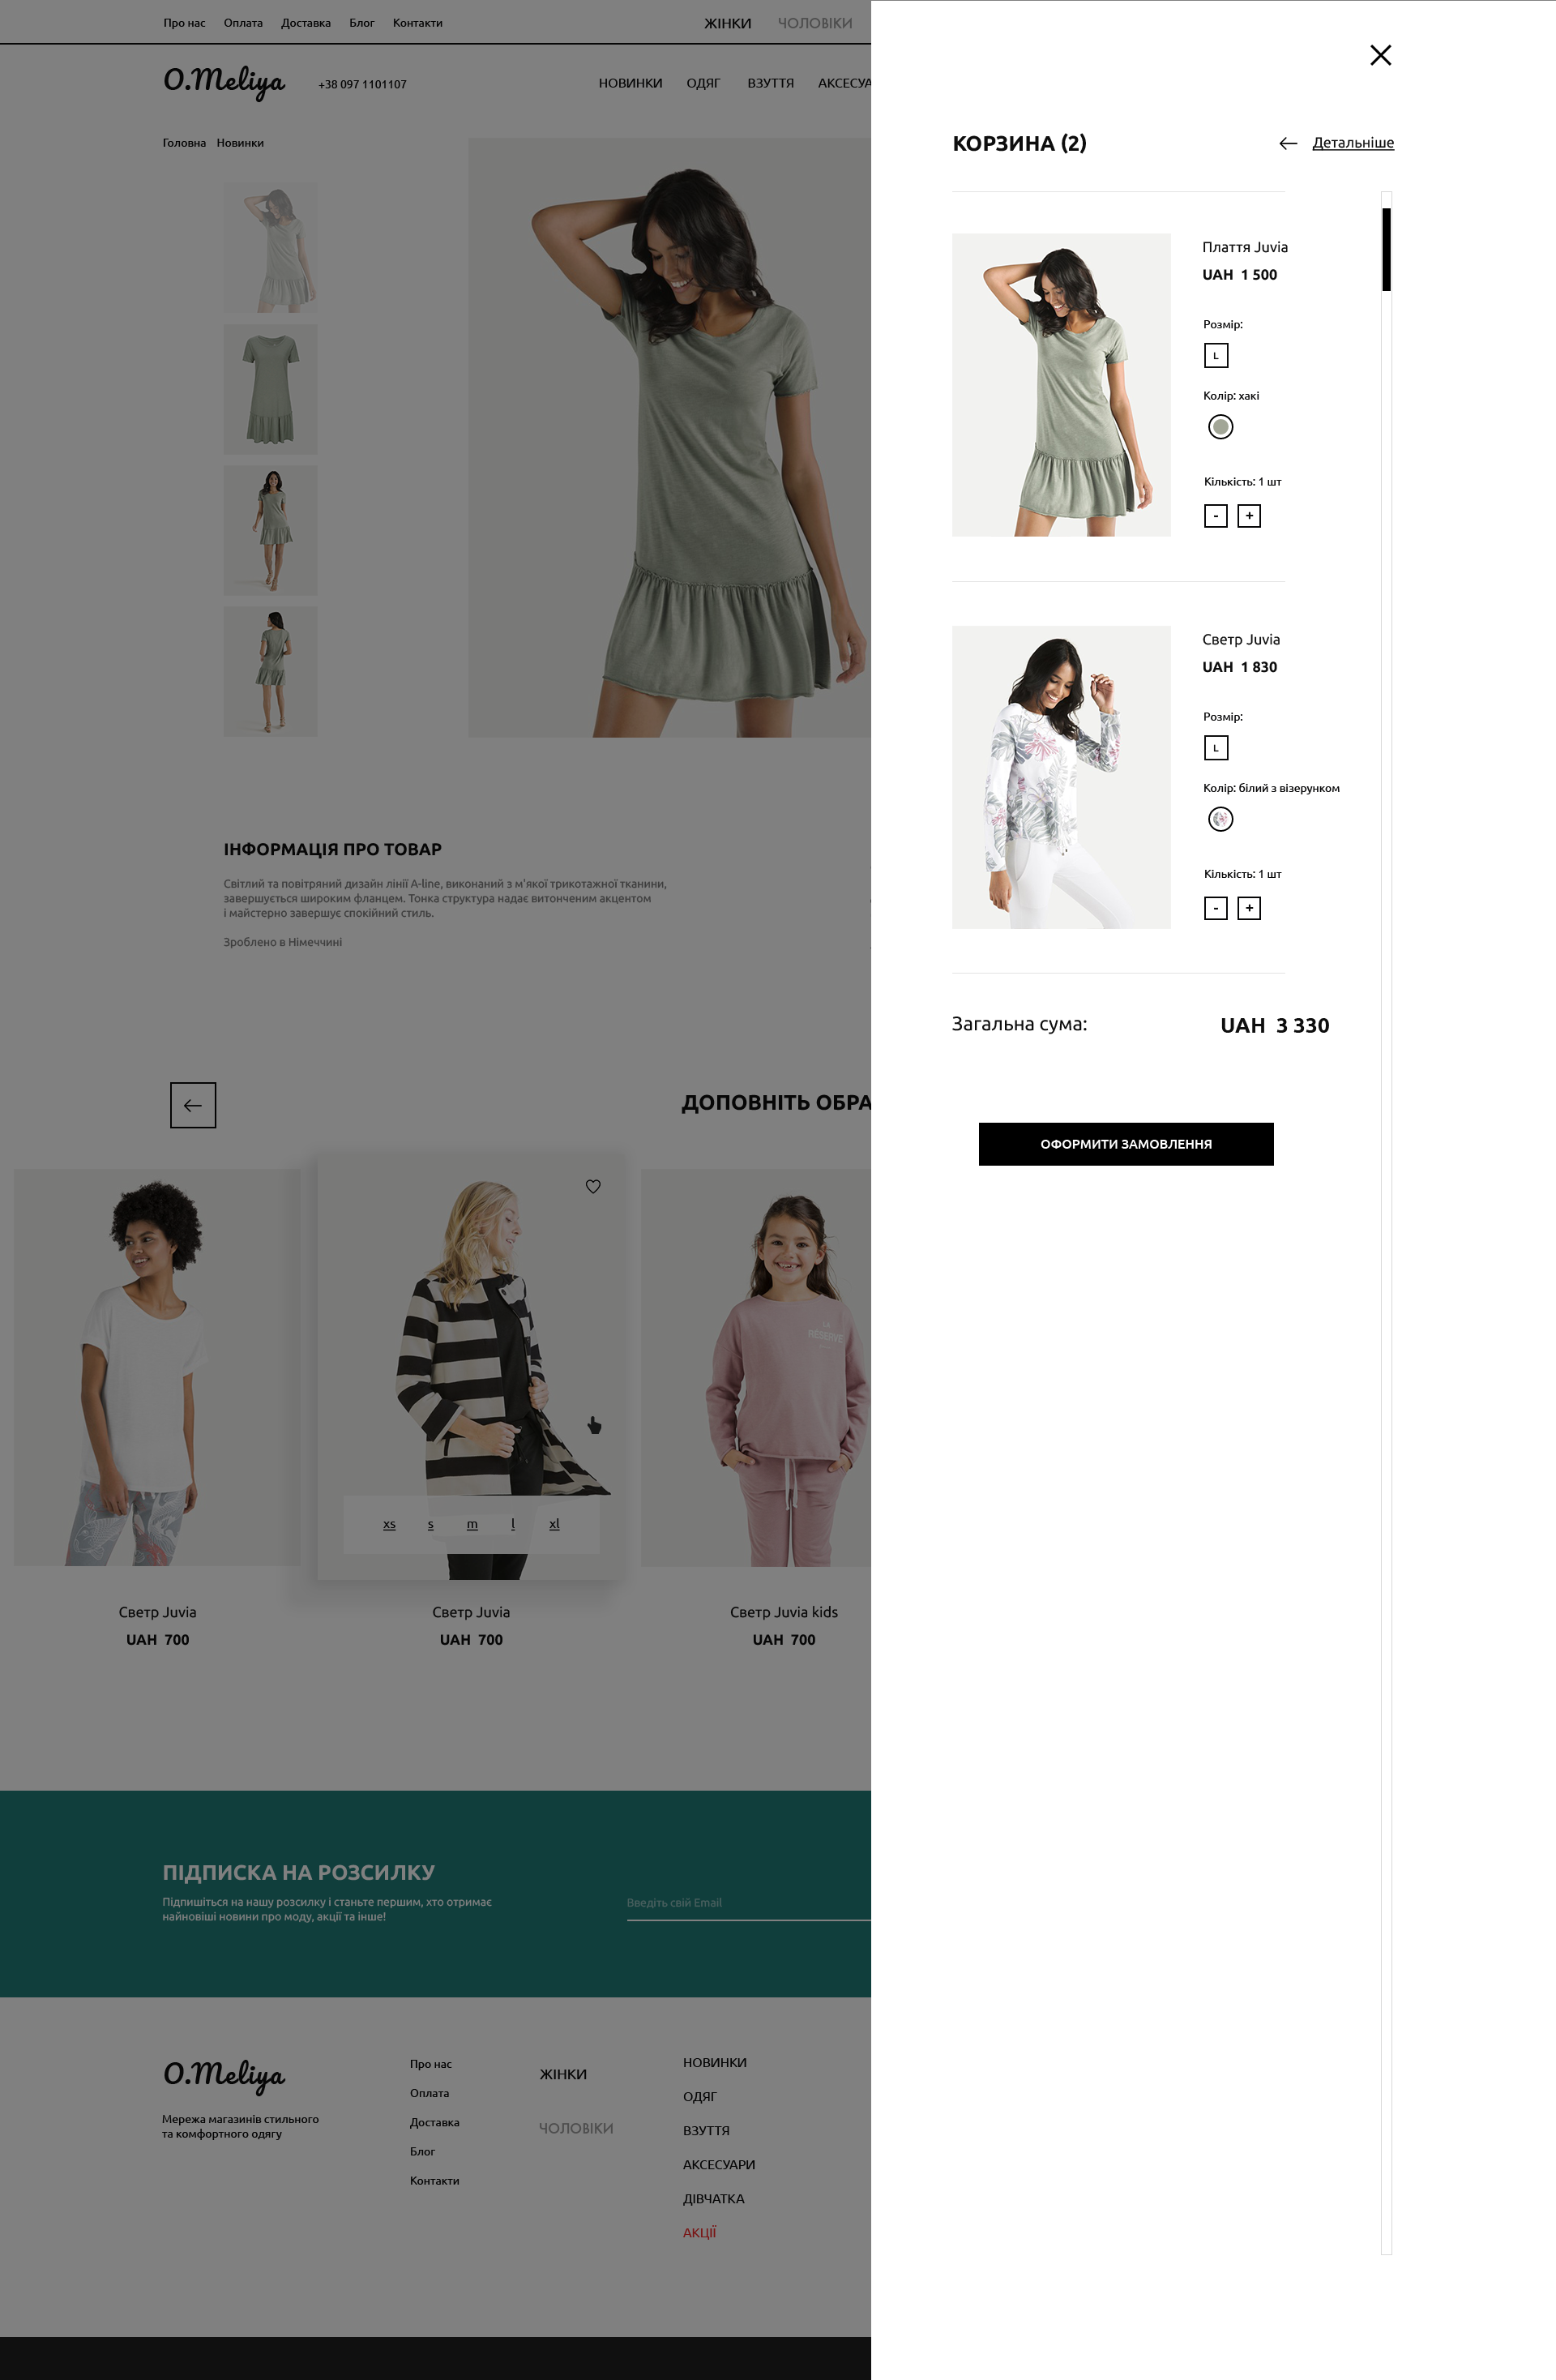 Про нас Оплата Доставка Блог Контакти ЖІНКИ ЧОЛОВІКИ
O.Meliya +38 097 1101107 НОВИНКИ ОДЯГ ВЗУТТЯ АКСЕСУА
Головна Новинки
ІНФОРМАЦІЯ ПРО ТОВАР
Світлий та повітряний дизайн лінії A-line, виконаний з м'якої трикотажної тканини,
завершується широким фланцем. Тонка структура надає витонченим акцентом
і майстерно завершує спокійний стиль.
Зроблено в Німеччині
ДОПОВНІТЬ ОБРА
LA
RÉSERVE
xs s m l xl
Светр Juvia
UAH 700
Светр Juvia
UAH 700
Светр Juvia kids
UAH 700
ПІДПИСКА НА РОЗСИЛКУ
Підпишіться на нашу розсилку і станьте першим, хто отримає
найновіші новини про моду, акції та інше!
Введіть свій Email
O.Meliya
Мережа магазинів стильного
та комфортного одягу
Про нас
Оплата
Доставка
Блог
Контакти
ЖІНКИ
ЧОЛОВІКИ
НОВИНКИ
ОДЯГ
ВЗУТТЯ
АКСЕСУАРИ
ДІВЧАТКА
АКЦІЇ
КОРЗИНА (2) Детальніше
Плаття Juvia
UAH 1 500
Розмір:
L
Колір: хакі
Кількість: 1 шт
- +
Светр Juvia
UAH 1 830
Розмір:
L
Колір: білий з візерунком
Кількість: 1 шт
- +
Загальна сума: UAH 3 330
ОФОРМИТИ ЗАМОВЛЕННЯ